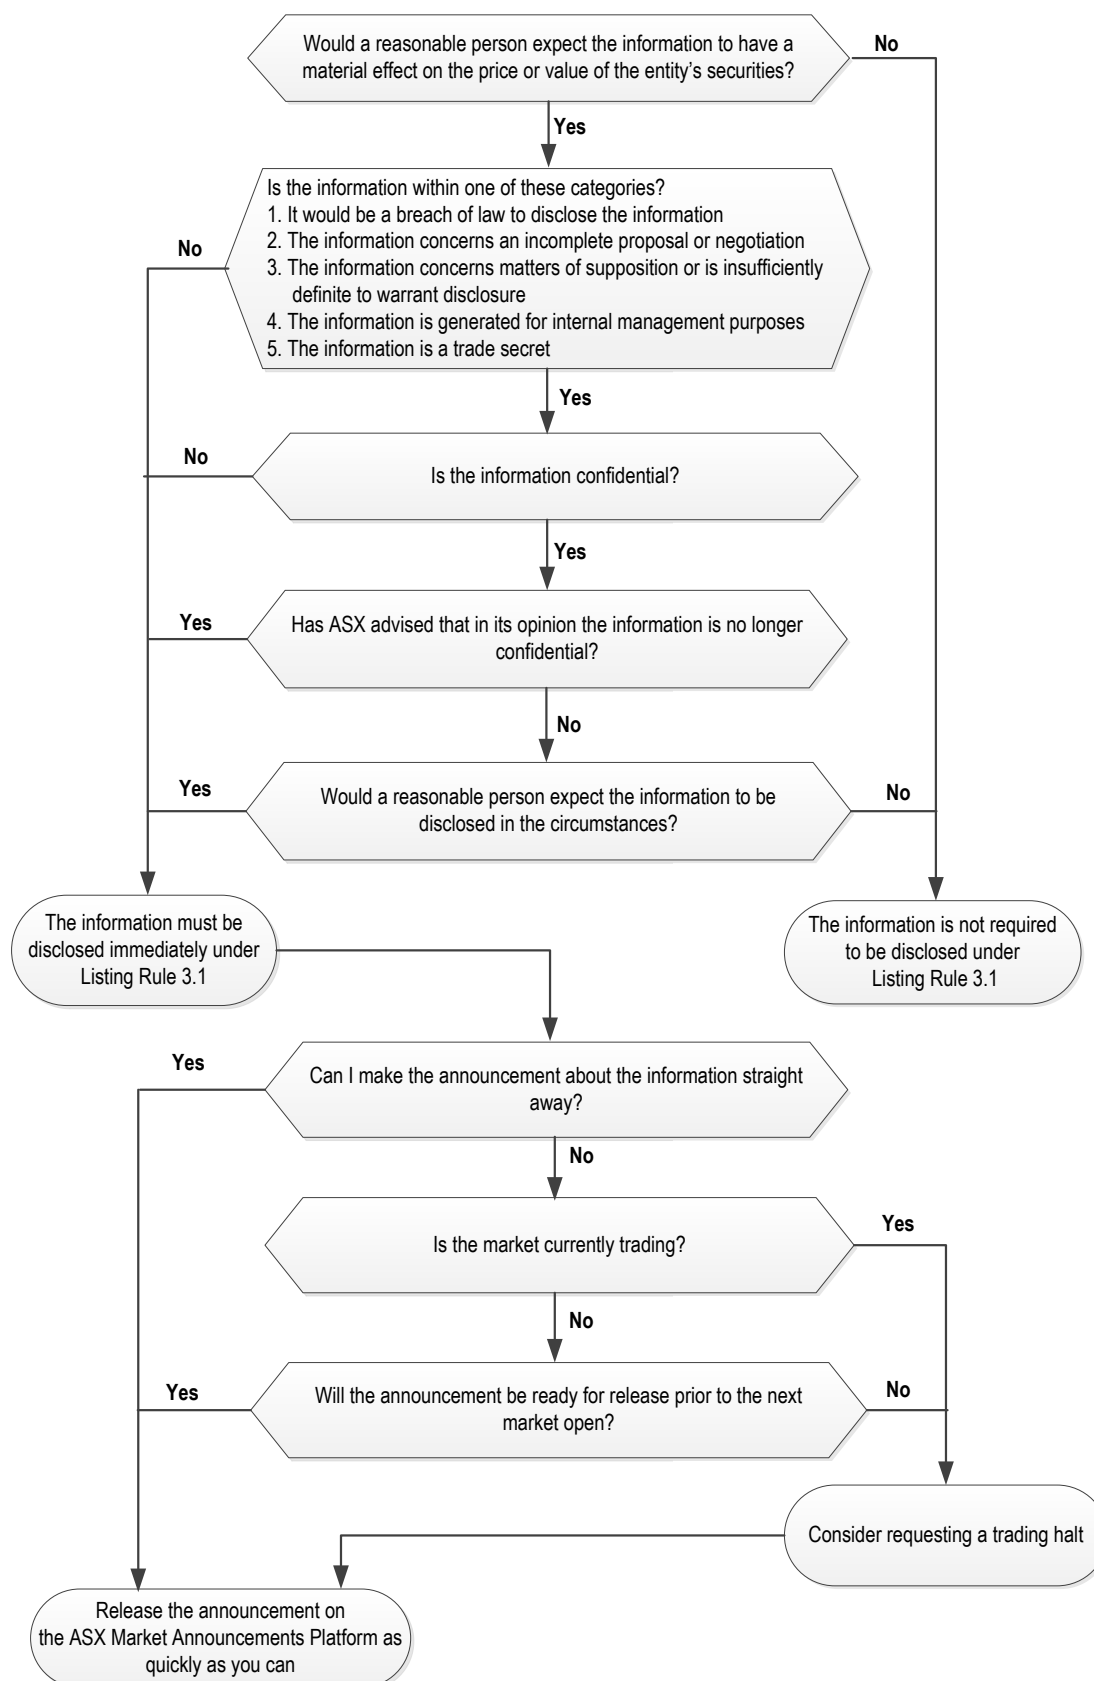 Would a reasonable person expect the information to have a
material effect on the price or value of the entity’s securities?
No
Yes
Is the information within one of these categories?
1. It would be a breach of law to disclose the information
2. The information concerns an incomplete proposal or negotiation
3. The information concerns matters of supposition or is insufficiently
definite to warrant disclosure
4. The information is generated for internal management purposes
5. The information is a trade secret
No
Yes
No
Is the information confidential?
Yes
Yes
Has ASX advised that in its opinion the information is no longer
confidential?
No
Yes
Would a reasonable person expect the information to be
disclosed in the circumstances?
No
The information must be
disclosed immediately under
Listing Rule 3.1
The information is not required
to be disclosed under
Listing Rule 3.1
Yes
Can I make the announcement about the information straight
away?
No
Is the market currently trading?
Yes
No
Yes
Will the announcement be ready for release prior to the next
market open?
No
Consider requesting a trading halt
Release the announcement on
the ASX Market Announcements Platform as
quickly as you can